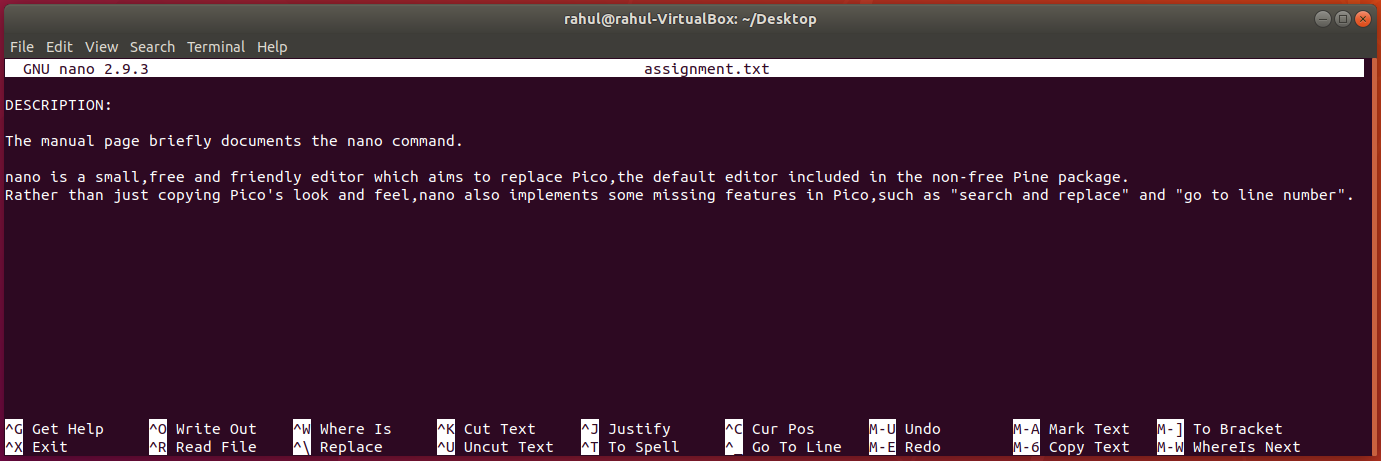 rahul@rahul-VirtualBox: ~/Desktop
File Edit View Search Terminal Help
GNU nano 2.9.3 assignment.txt
DESCRIPTION:
The manual page briefly documents the nano command.
nano is a small,free and friendly editor which aims to replace Pico,the default editor included in the non-free Pine package.
Rather than just copying Pico's look and feel,nano also implements some missing features in Pico,such as "search and replace" and "go to line number".
^G Get Help ^O Write Out ^W Where Is ^K Cut Text ^J Justify ^C Cur Pos M-U Undo M-A Mark Text M-] To Bracket
^X Exit ^R Read File ^\ Replace ^U Uncut Text ^T To Spell ^_ Go To Line M-E Redo M-6 Copy Text M-W WhereIs Next